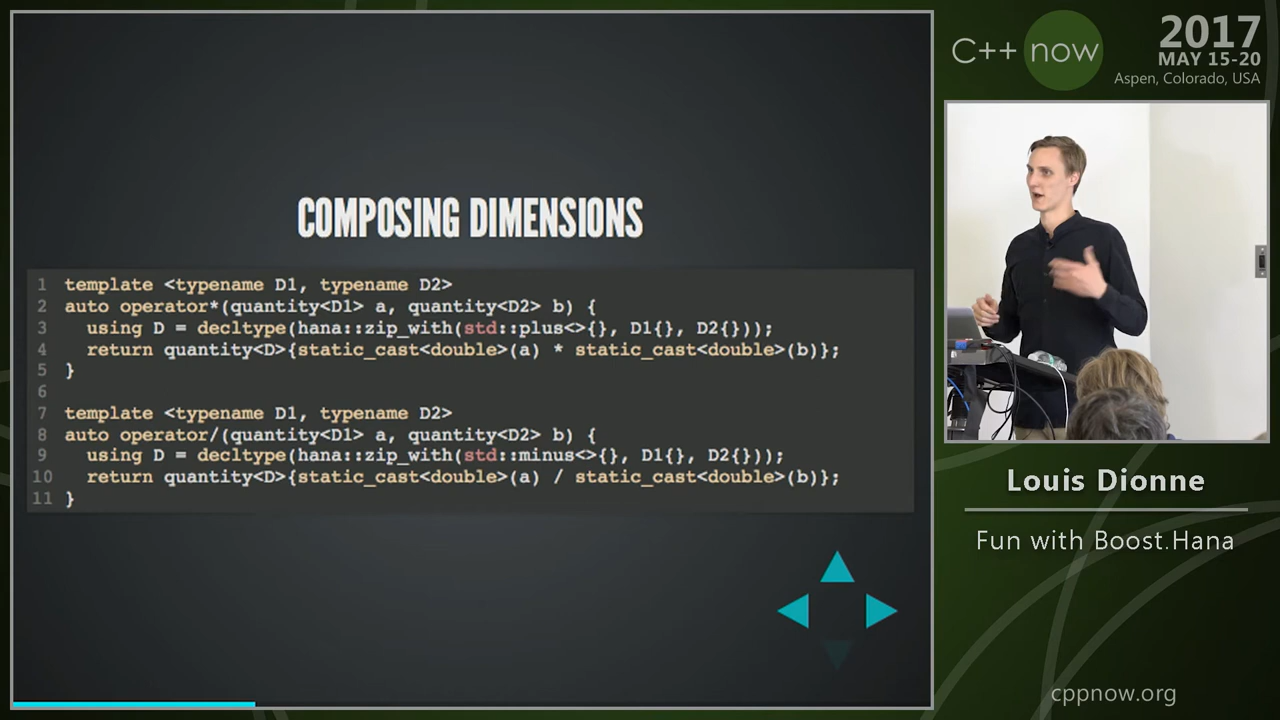 COMPOSING DIMENSIONS
1 template <typename D1, typename D2>
2 auto operator*(quantity<D1> a, quantity<D2> b) {
3   using D = decltype(hana::zip_with(std::plus<>{}, D1{}, D2{}));
4   return quantity<D>{static_cast<double>(a) * static_cast<double>(b)};
5 }
6
7 template <typename D1, typename D2>
8 auto operator/(quantity<D1> a, quantity<D2> b) {
9   using D = decltype(hana::zip_with(std::minus<>{}, D1{}, D2{}));
10   return quantity<D>{static_cast<double>(a) / static_cast<double>(b)};
11 }
C++ now
2017
MAY 15-20
Aspen, Colorado, USA
Louis Dionne
Fun with Boost.Hana
cppnow.org